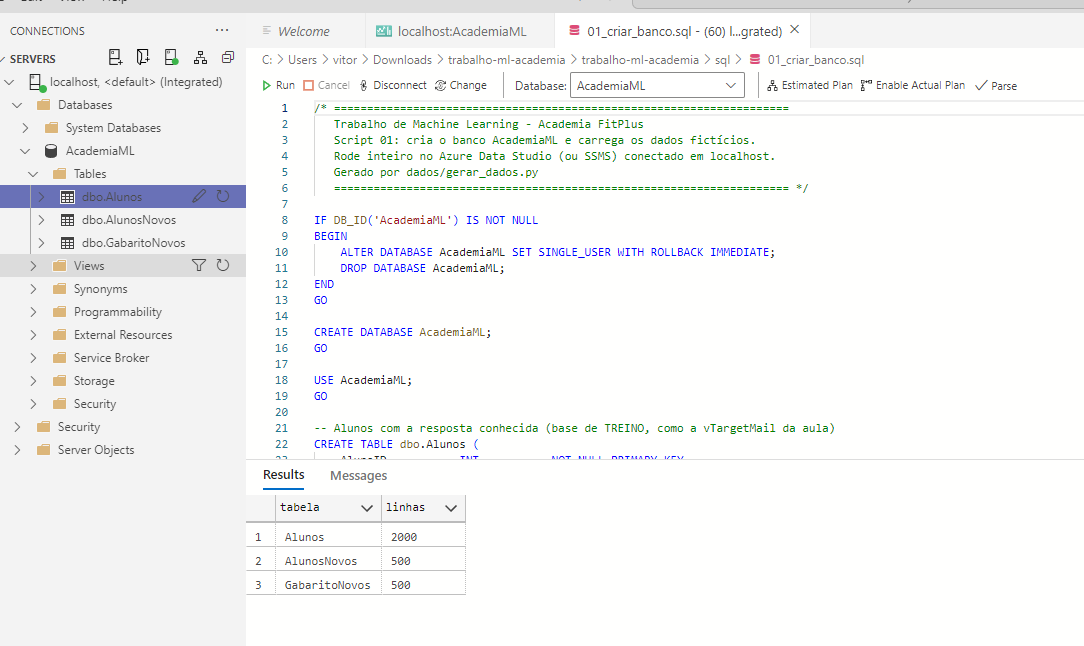 CONNECTIONS
SERVERS
localhost, <default> (Integrated)
Databases
System Databases
AcademiaML
Tables
dbo.Alunos
dbo.AlunosNovos
dbo.GabaritoNovos
Views
Synonyms
Programmability
External Resources
Service Broker
Storage
Security
Security
Server Objects
Welcome
localhost:AcademiaML
01_criar_banco.sql - (60) l...grated)
C: > Users > vitor > Downloads > trabalho-ml-academia > trabalho-ml-academia > sql > 01_criar_banco.sql
Run Cancel Disconnect Change Database: AcademiaML Estimated Plan Enable Actual Plan Parse
1 /* =====================================================================
2 Trabalho de Machine Learning - Academia FitPlus
3 Script 01: cria o banco AcademiaML e carrega os dados fictícios.
4 Rode inteiro no Azure Data Studio (ou SSMS) conectado em localhost.
5 Gerado por dados/gerar_dados.py
6 ===================================================================== */
7
8 IF DB_ID('AcademiaML') IS NOT NULL
9 BEGIN
10 ALTER DATABASE AcademiaML SET SINGLE_USER WITH ROLLBACK IMMEDIATE;
11 DROP DATABASE AcademiaML;
12 END
13 GO
14
15 CREATE DATABASE AcademiaML;
16 GO
17
18 USE AcademiaML;
19 GO
20
21 -- Alunos com a resposta conhecida (base de TREINO, como a vTargetMail da aula)
22 CREATE TABLE dbo.Alunos (
23 AlunoID INT NOT NULL PRIMARY KEY
Results Messages
tabela linhas
1 Alunos 2000
2 AlunosNovos 500
3 GabaritoNovos 500